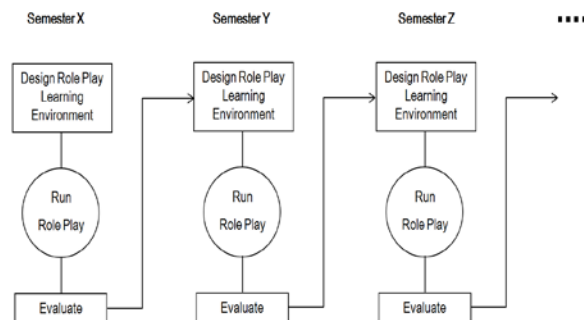 Semester X
Semester Y
Semester Z
Design Role Play
Learning
Environment
Design Role Play
Learning
Environment
Design Role Play
Learning
Environment
Run
Role Play
Run
Role Play
Run
Role Play
Evaluate
Evaluate
Evaluate